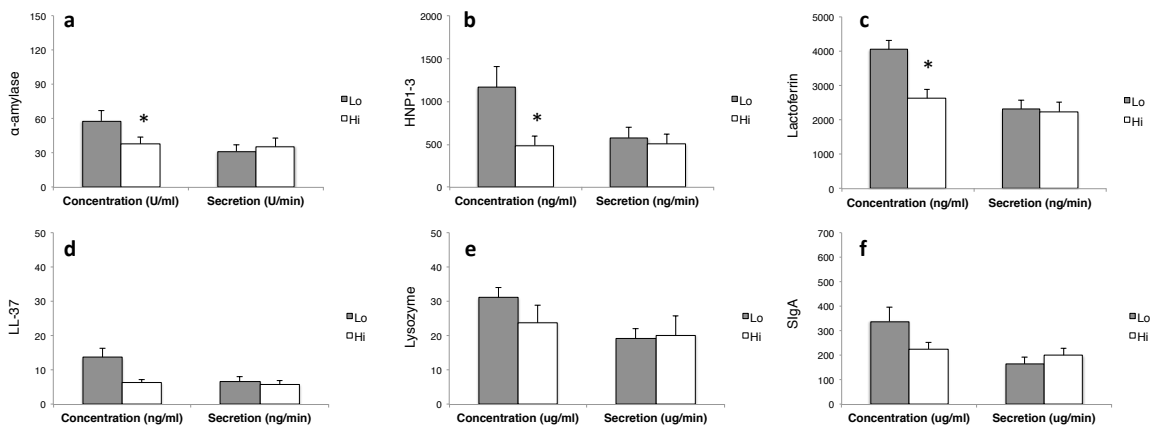 a
α-amylase
150
120
90
60
30
0
*
Concentration (U/ml) Secretion (U/min)
Lo
Hi
b
HNP1-3
2000
1500
1000
500
0
*
Concentration (ng/ml) Secretion (ng/min)
Lo
Hi
c
Lactoferrin
5000
4000
3000
2000
1000
0
*
Concentration (ng/ml) Secretion (ng/min)
Lo
Hi
d
LL-37
50
40
30
20
10
0
Concentration (ng/ml) Secretion (ng/min)
Lo
Hi
e
Lysozyme
50
40
30
20
10
0
Concentration (ug/ml) Secretion (ug/min)
Lo
Hi
f
SIgA
700
600
500
400
300
200
100
0
Concentration (ug/ml) Secretion (ug/min)
Lo
Hi